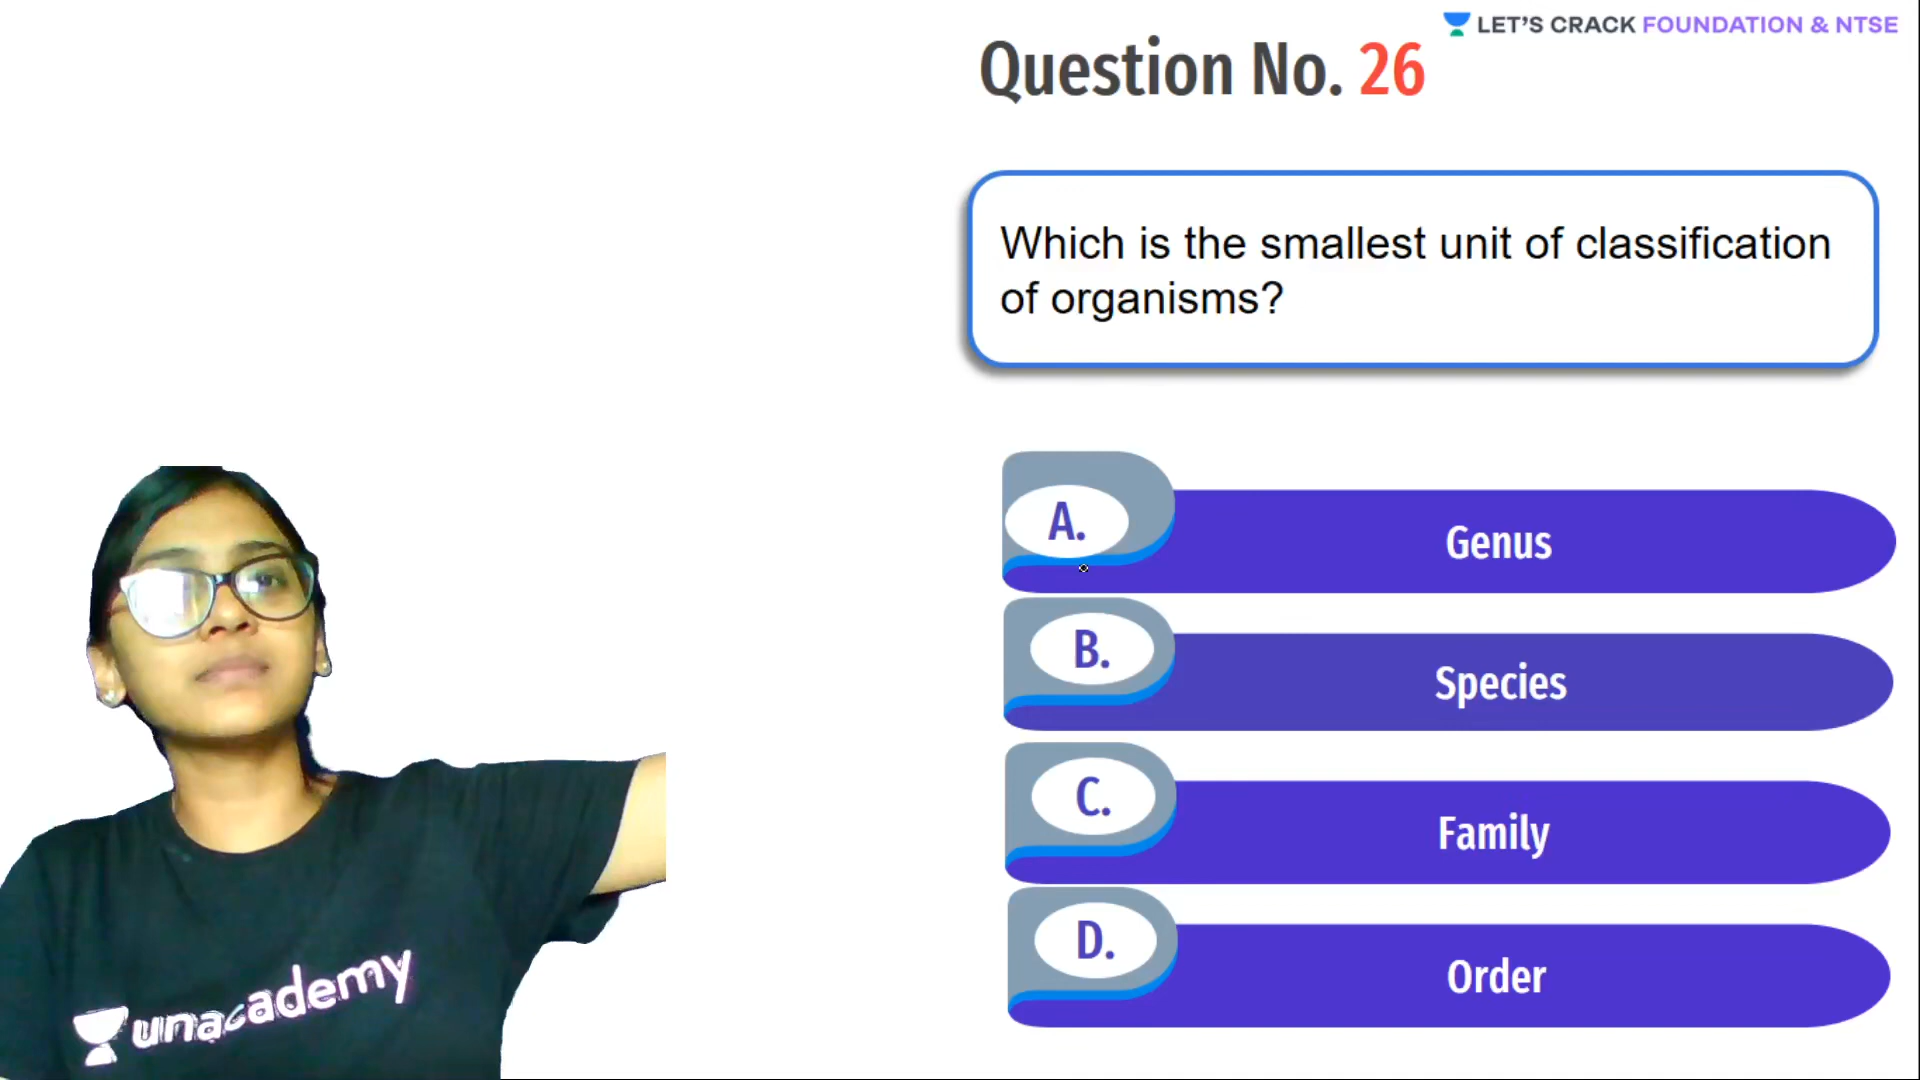 LET'S CRACK FOUNDATION & NTSE
Question No. 26
Which is the smallest unit of classification
of organisms?
A.
Genus
B.
Species
C.
Family
D.
Order
unacademy